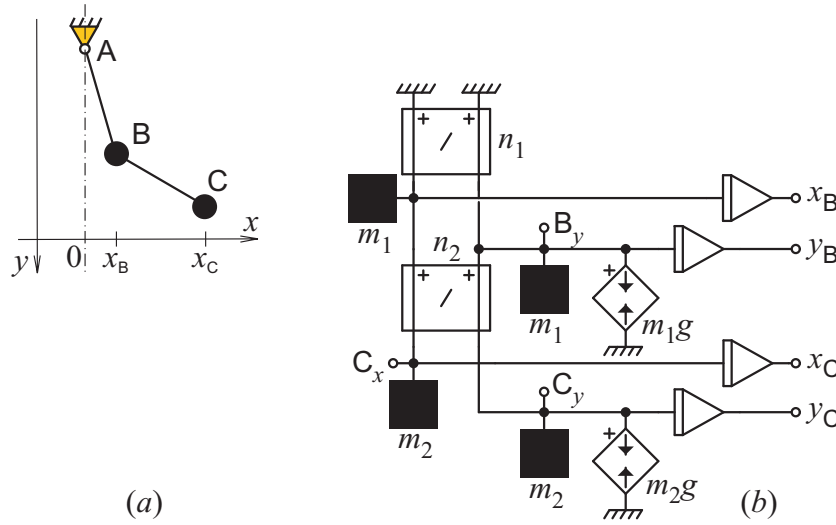 A
B
C
x
y
0
x_B
x_C
(a)
+ +
/
n_1
m_1
x_B
B_y
n_2
y_B
+ +
/
+
m_1
m_1g
C_x
x_C
m_2
C_y
y_C
+
m_2
m_2g
(b)